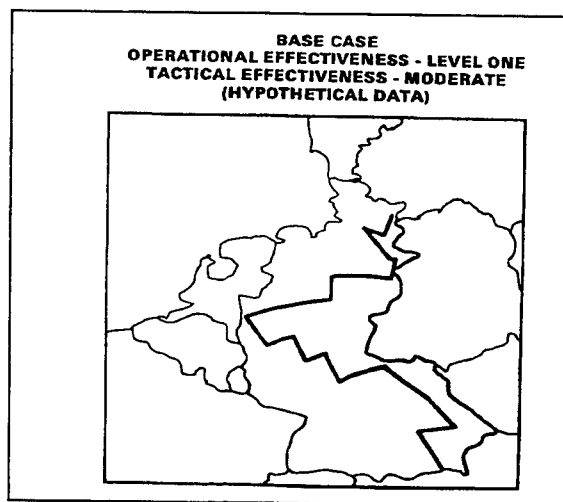 BASE CASE
OPERATIONAL EFFECTIVENESS - LEVEL ONE
TACTICAL EFFECTIVENESS - MODERATE
(HYPOTHETICAL DATA)